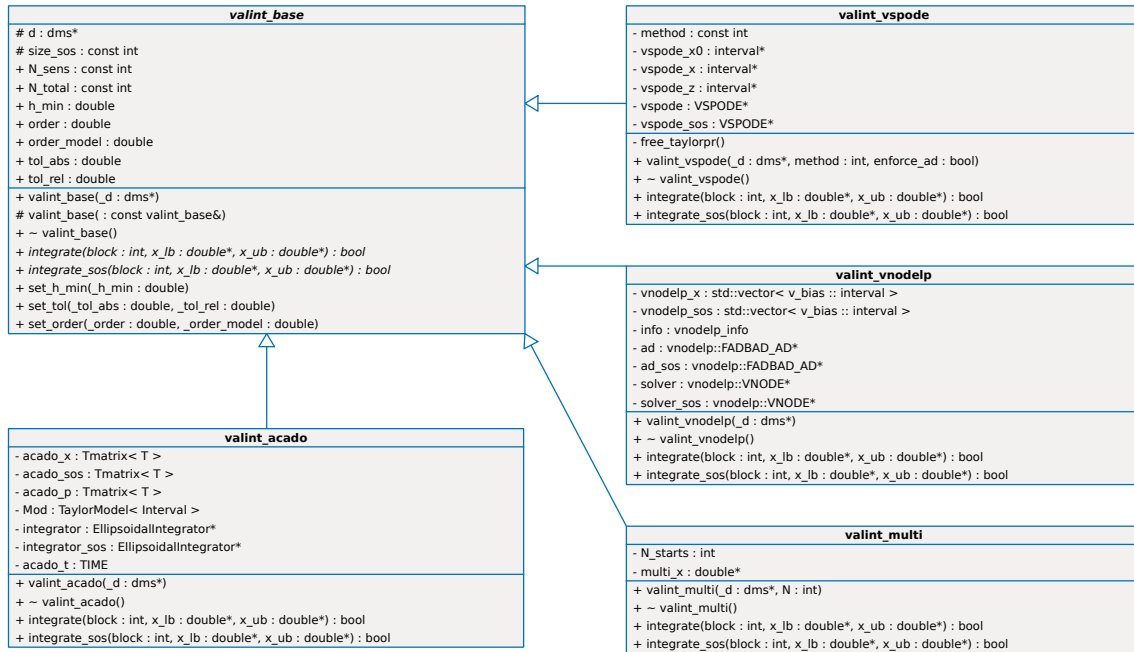 valint_base
# d : dms*
# size_sos : const int
+ N_sens : const int
+ N_total : const int
+ h_min : double
+ order : double
+ order_model : double
+ tol_abs : double
+ tol_rel : double
+ valint_base(_d : dms*)
# valint_base( : const valint_base&)
+ ~ valint_base()
+ integrate(block : int, x_lb : double*, x_ub : double*) : bool
+ integrate_sos(block : int, x_lb : double*, x_ub : double*) : bool
+ set_h_min(_h_min : double)
+ set_tol(_tol_abs : double, _tol_rel : double)
+ set_order(_order : double, _order_model : double)
valint_vspode
- method : const int
- vspode_x0 : interval*
- vspode_x : interval*
- vspode_z : interval*
- vspode : VSPODE*
- vspode_sos : VSPODE*
- free_taylorpr()
+ valint_vspode(_d : dms*, method : int, enforce_ad : bool)
+ ~ valint_vspode()
+ integrate(block : int, x_lb : double*, x_ub : double*) : bool
+ integrate_sos(block : int, x_lb : double*, x_ub : double*) : bool
valint_vnodelp
- vnodelp_x : std::vector< v_bias :: interval >
- vnodelp_sos : std::vector< v_bias :: interval >
- info : vnodelp_info
- ad : vnodelp::FADBAD_AD*
- ad_sos : vnodelp::FADBAD_AD*
- solver : vnodelp::VNODE*
- solver_sos : vnodelp::VNODE*
+ valint_vnodelp(_d : dms*)
+ ~ valint_vnodelp()
+ integrate(block : int, x_lb : double*, x_ub : double*) : bool
+ integrate_sos(block : int, x_lb : double*, x_ub : double*) : bool
valint_acado
- acado_x : Tmatrix< T >
- acado_sos : Tmatrix< T >
- acado_p : Tmatrix< T >
- Mod : TaylorModel< Interval >
- integrator : EllipsoidalIntegrator*
- integrator_sos : EllipsoidalIntegrator*
- acado_t : TIME
+ valint_acado(_d : dms*)
+ ~ valint_acado()
+ integrate(block : int, x_lb : double*, x_ub : double*) : bool
+ integrate_sos(block : int, x_lb : double*, x_ub : double*) : bool
valint_multi
- N_starts : int
- multi_x : double*
+ valint_multi(_d : dms*, N : int)
+ ~ valint_multi()
+ integrate(block : int, x_lb : double*, x_ub : double*) : bool
+ integrate_sos(block : int, x_lb : double*, x_ub : double*) : bool